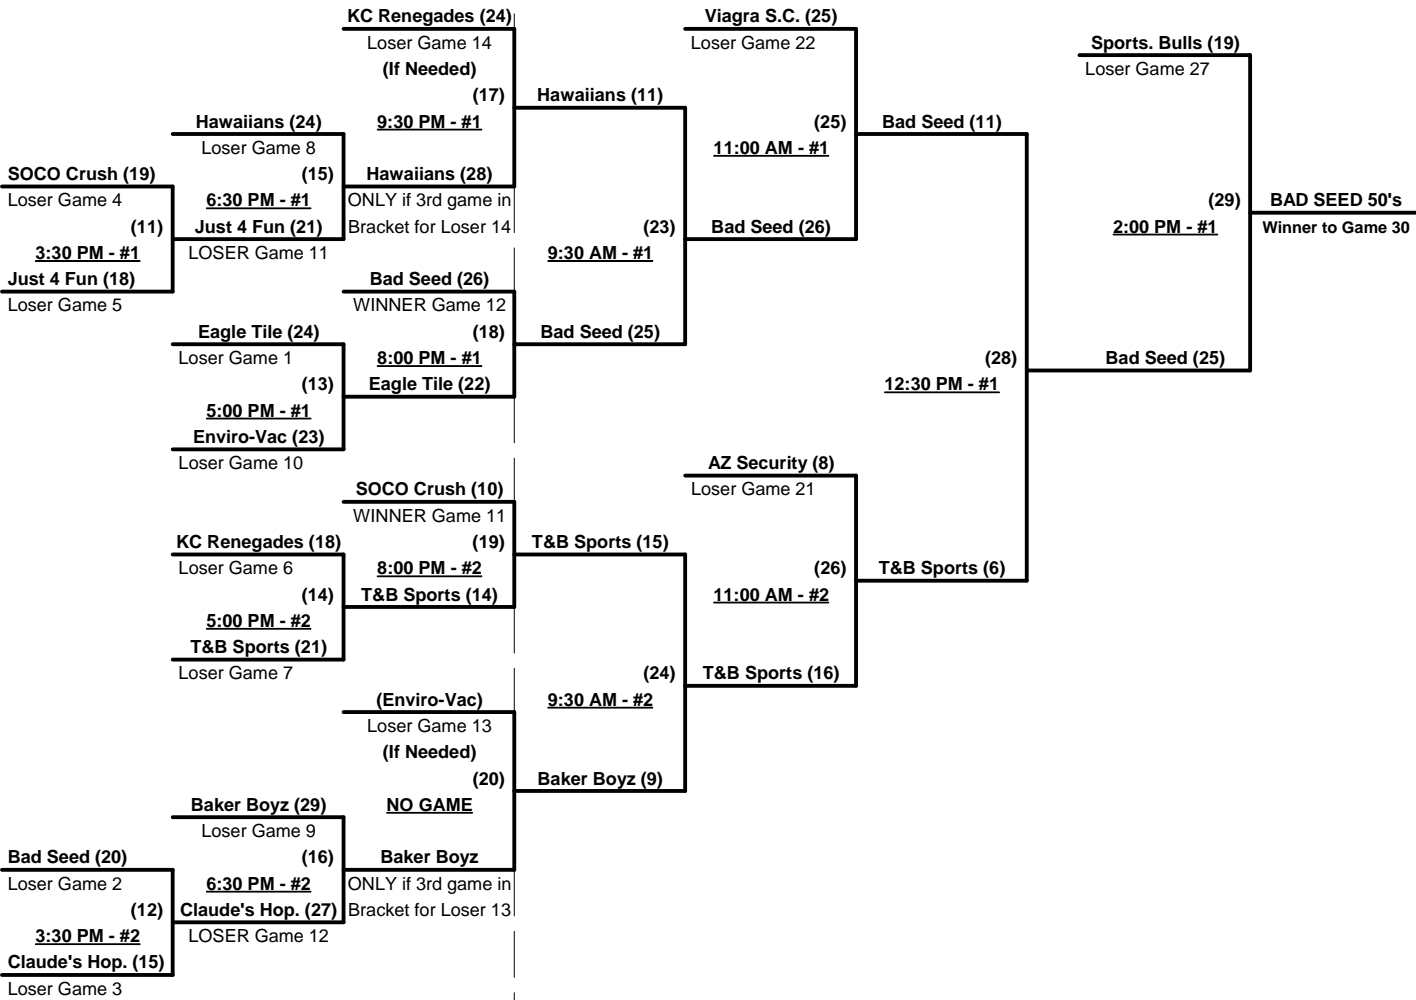 KC Renegades (24)
Loser Game 14
(If Needed)
(17)
9:30 PM - #1
Hawaiians (28)
ONLY if 3rd game in
Bracket for Loser 14
Hawaiians (24)
Loser Game 8
(15)
6:30 PM - #1
Just 4 Fun (21)
LOSER Game 11
SOCO Crush (19)
Loser Game 4
(11)
3:30 PM - #1
Just 4 Fun (18)
Loser Game 5
Bad Seed (26)
WINNER Game 12
(18)
8:00 PM - #1
Eagle Tile (22)
Eagle Tile (24)
Loser Game 1
(13)
5:00 PM - #1
Enviro-Vac (23)
Loser Game 10
SOCO Crush (10)
WINNER Game 11
(19)
8:00 PM - #2
T&B Sports (14)
KC Renegades (18)
Loser Game 6
(14)
5:00 PM - #2
T&B Sports (21)
Loser Game 7
(Enviro-Vac)
Loser Game 13
(If Needed)
(20)
NO GAME
Baker Boyz
ONLY if 3rd game in
Bracket for Loser 13
Baker Boyz (29)
Loser Game 9
(16)
6:30 PM - #2
Claude's Hop. (27)
LOSER Game 12
Bad Seed (20)
Loser Game 2
(12)
3:30 PM - #2
Claude's Hop. (15)
Loser Game 3
Hawaiians (11)
(23)
9:30 AM - #1
Bad Seed (25)
T&B Sports (15)
(24)
9:30 AM - #2
Baker Boyz (9)
Viagra S.C. (25)
Loser Game 22
(25)
11:00 AM - #1
Bad Seed (26)
AZ Security (8)
Loser Game 21
(26)
11:00 AM - #2
T&B Sports (16)
Bad Seed (11)
(28)
12:30 PM - #1
T&B Sports (6)
Sports. Bulls (19)
Loser Game 27
(29)
2:00 PM - #1
Bad Seed (25)
BAD SEED 50's
Winner to Game 30